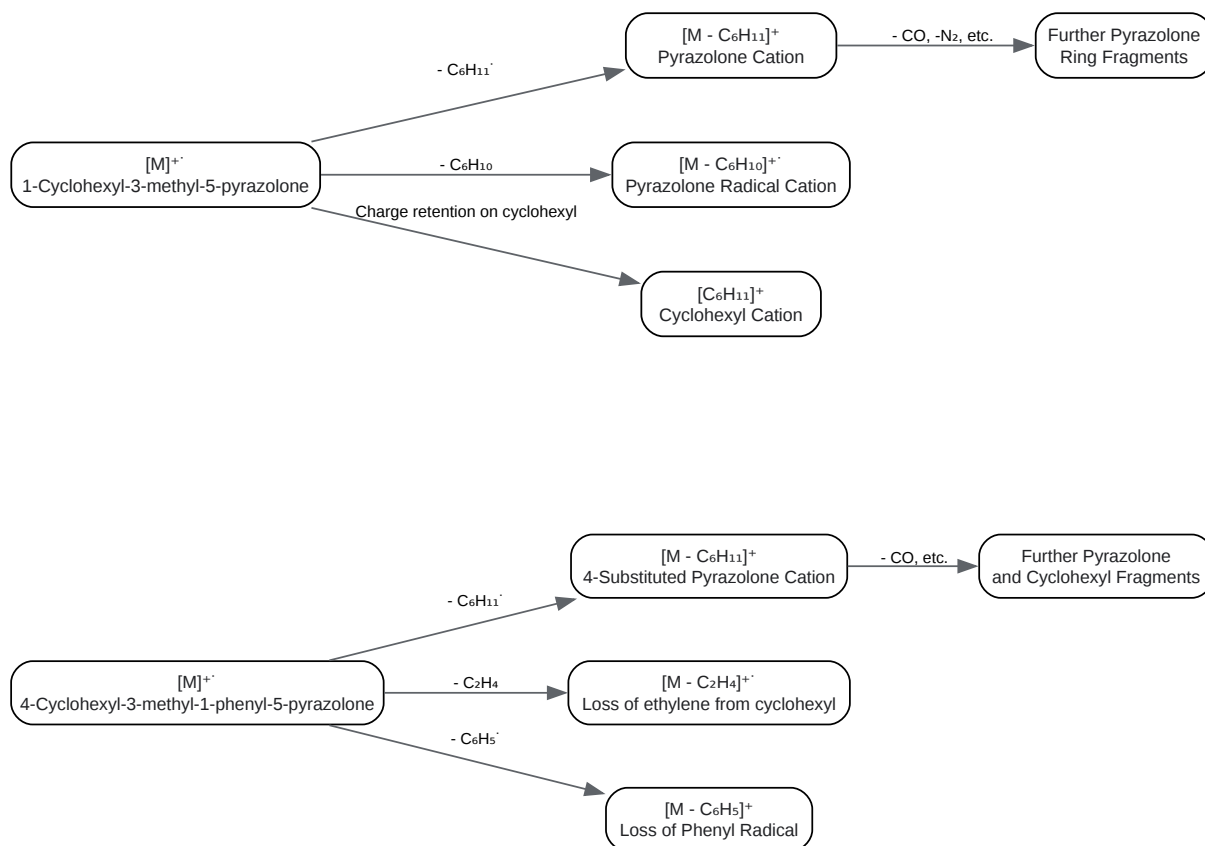 [M - C₆H₁₁]⁺
Pyrazolone Cation
- CO, -N₂, etc.
Further Pyrazolone
Ring Fragments
- C₆H₁₁˙
[M]⁺˙
1-Cyclohexyl-3-methyl-5-pyrazolone
- C₆H₁₀
[M - C₆H₁₀]⁺˙
Pyrazolone Radical Cation
Charge retention on cyclohexyl
[C₆H₁₁]⁺
Cyclohexyl Cation
[M - C₆H₁₁]⁺
4-Substituted Pyrazolone Cation
- CO, etc.
Further Pyrazolone
and Cyclohexyl Fragments
- C₆H₁₁˙
[M]⁺˙
4-Cyclohexyl-3-methyl-1-phenyl-5-pyrazolone
- C₂H₄
[M - C₂H₄]⁺˙
Loss of ethylene from cyclohexyl
- C₆H₅˙
[M - C₆H₅]⁺
Loss of Phenyl Radical